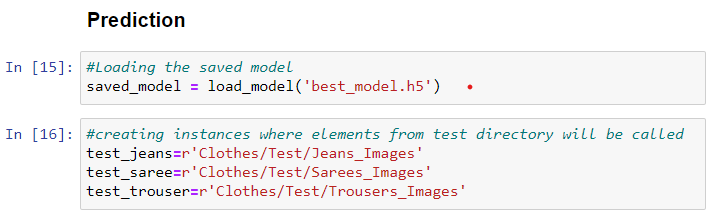 Prediction
In [15]: #Loading the saved model
saved_model = load_model('best_model.h5')
In [16]: #creating instances where elements from test directory will be called
test_jeans=r'Clothes/Test/Jeans_Images'
test_saree=r'Clothes/Test/Sarees_Images'
test_trouser=r'Clothes/Test/Trousers_Images'